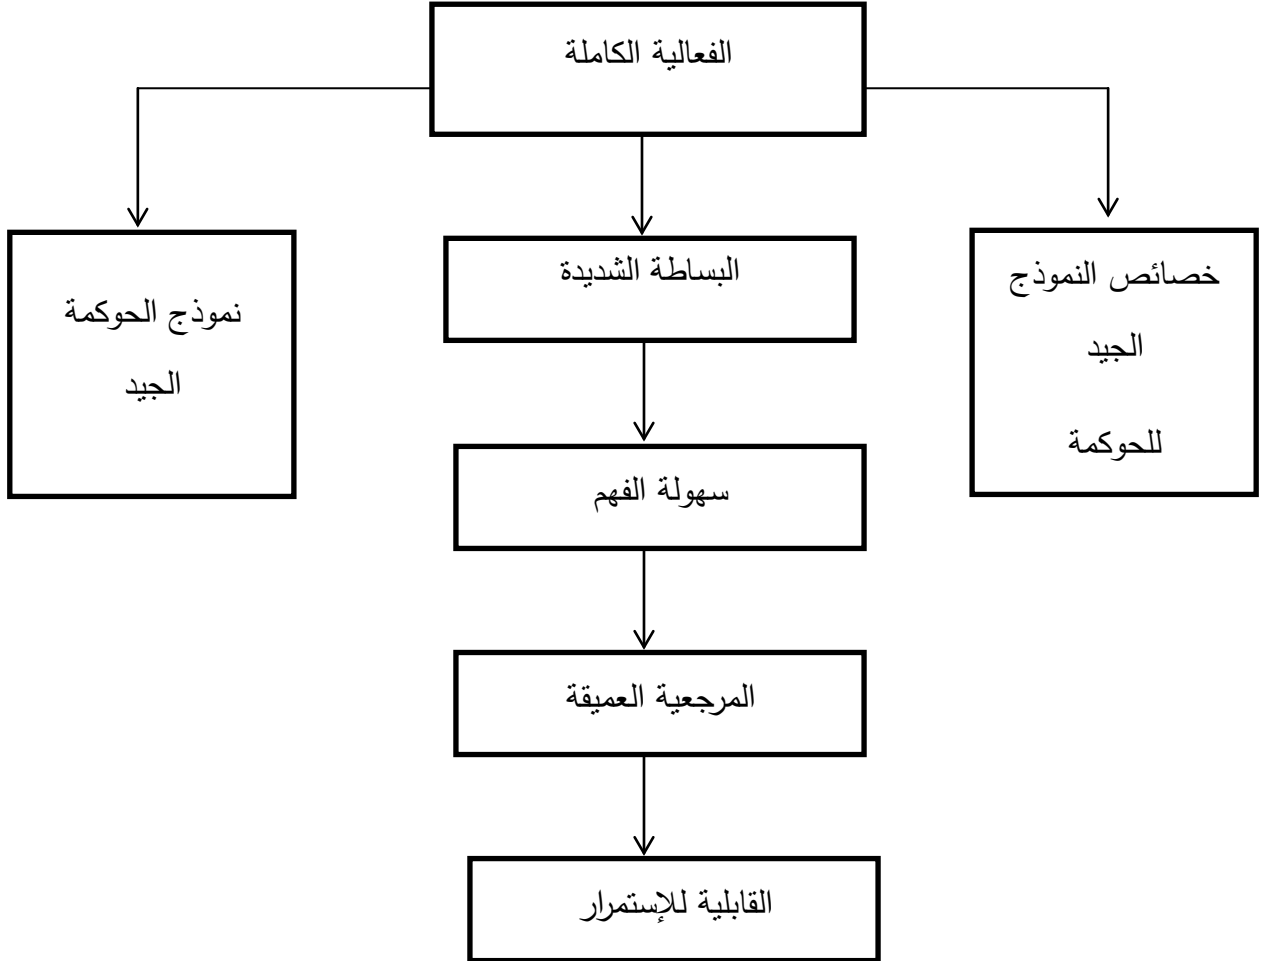 الفعالية الكاملة
خصائص النموذج
الجيد
للحوكمة
البساطة الشديدة
نموذج الحوكمة
الجيد
سهولة الفهم
المرجعية العميقة
القابلية للإستمرار